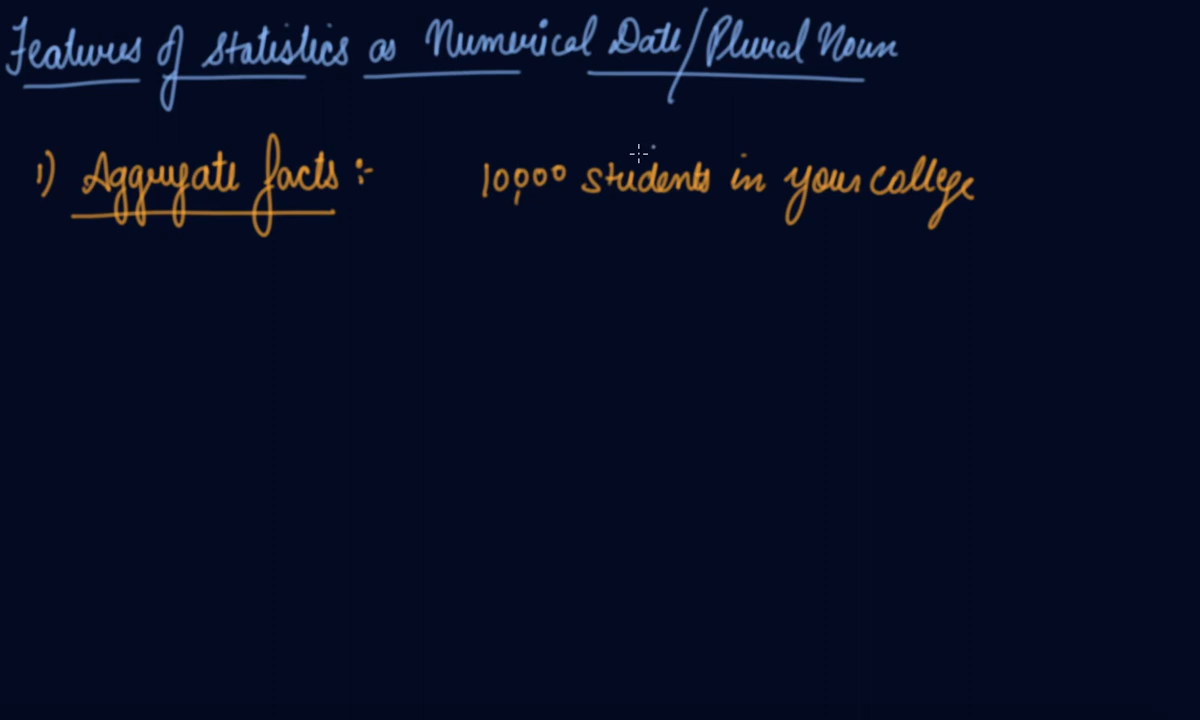 Features of Statistics as Numerical Data/Plural Noun
1) Aggregate facts :- 10,000 students in your college